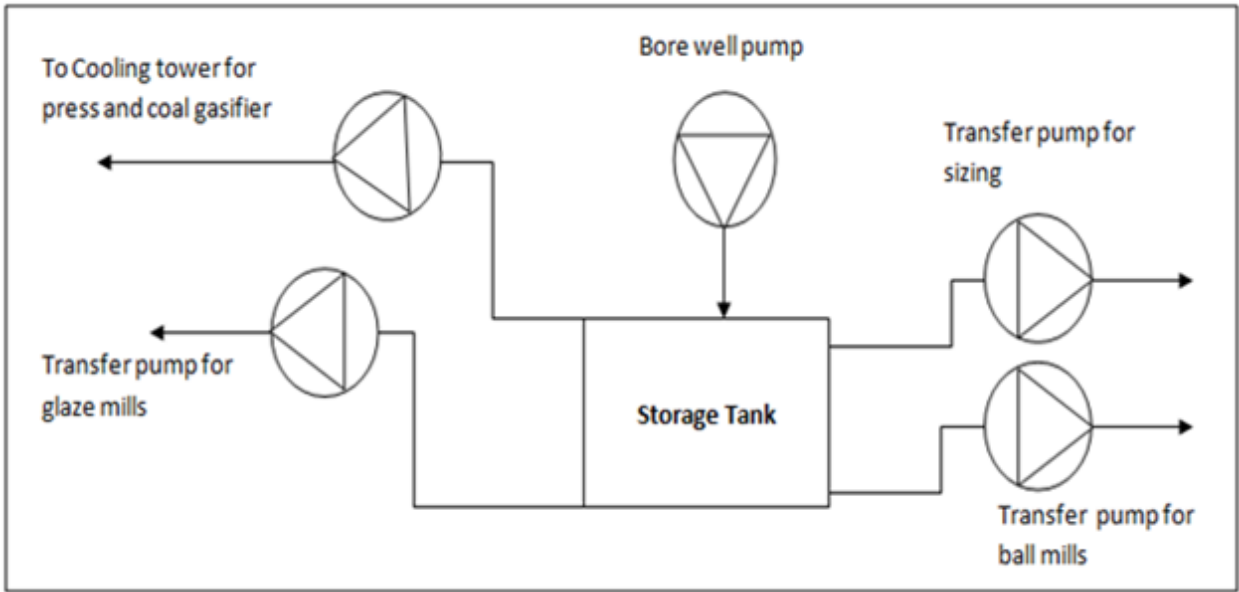 To Cooling tower for
press and coal gasifier
Bore well pump
Transfer pump for
sizing
Transfer pump for
glaze mills
Storage Tank
Transfer pump for
ball mills